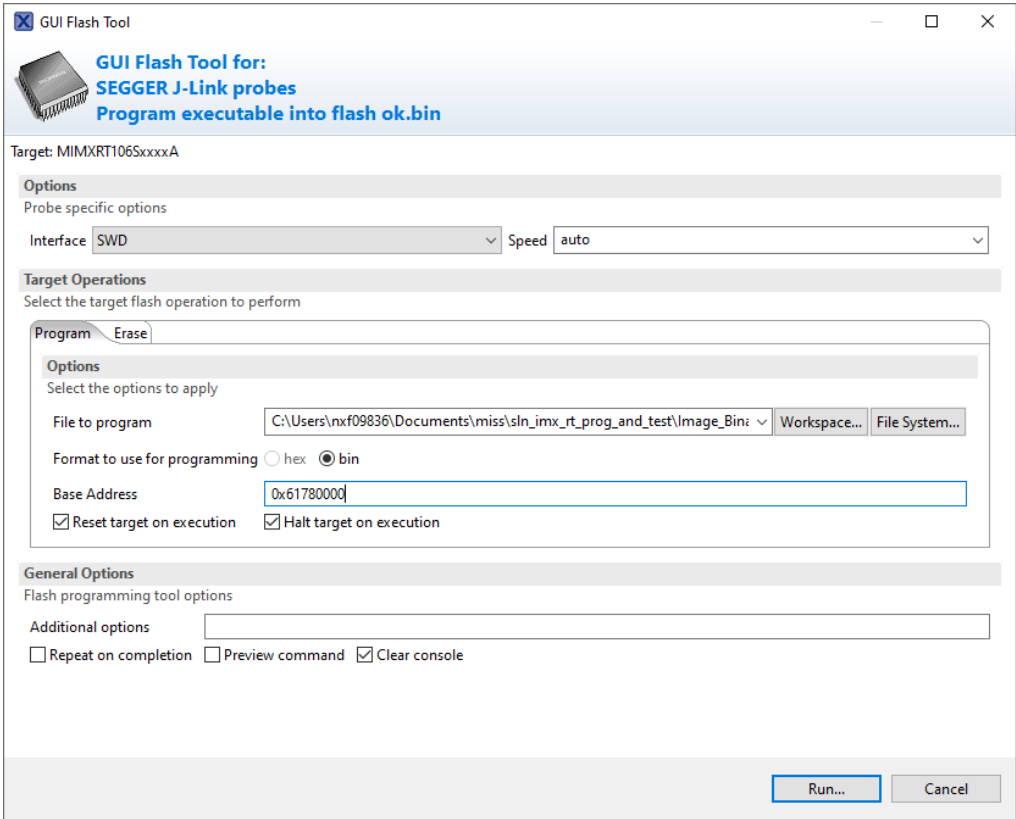 GUI Flash Tool
GUI Flash Tool for:
SEGGER J-Link probes
Program executable into flash ok.bin
Target: MIMXRT106SxxxxA
Options
Probe specific options
Interface SWD Speed auto
Target Operations
Select the target flash operation to perform
Program Erase
Options
Select the options to apply
File to program C:\Users\nxf09836\Documents\miss\sln_imx_rt_prog_and_test\Image_Bina Workspace... File System...
Format to use for programming hex bin
Base Address 0x61780000
Reset target on execution Halt target on execution
General Options
Flash programming tool options
Additional options
Repeat on completion Preview command Clear console
Run... Cancel